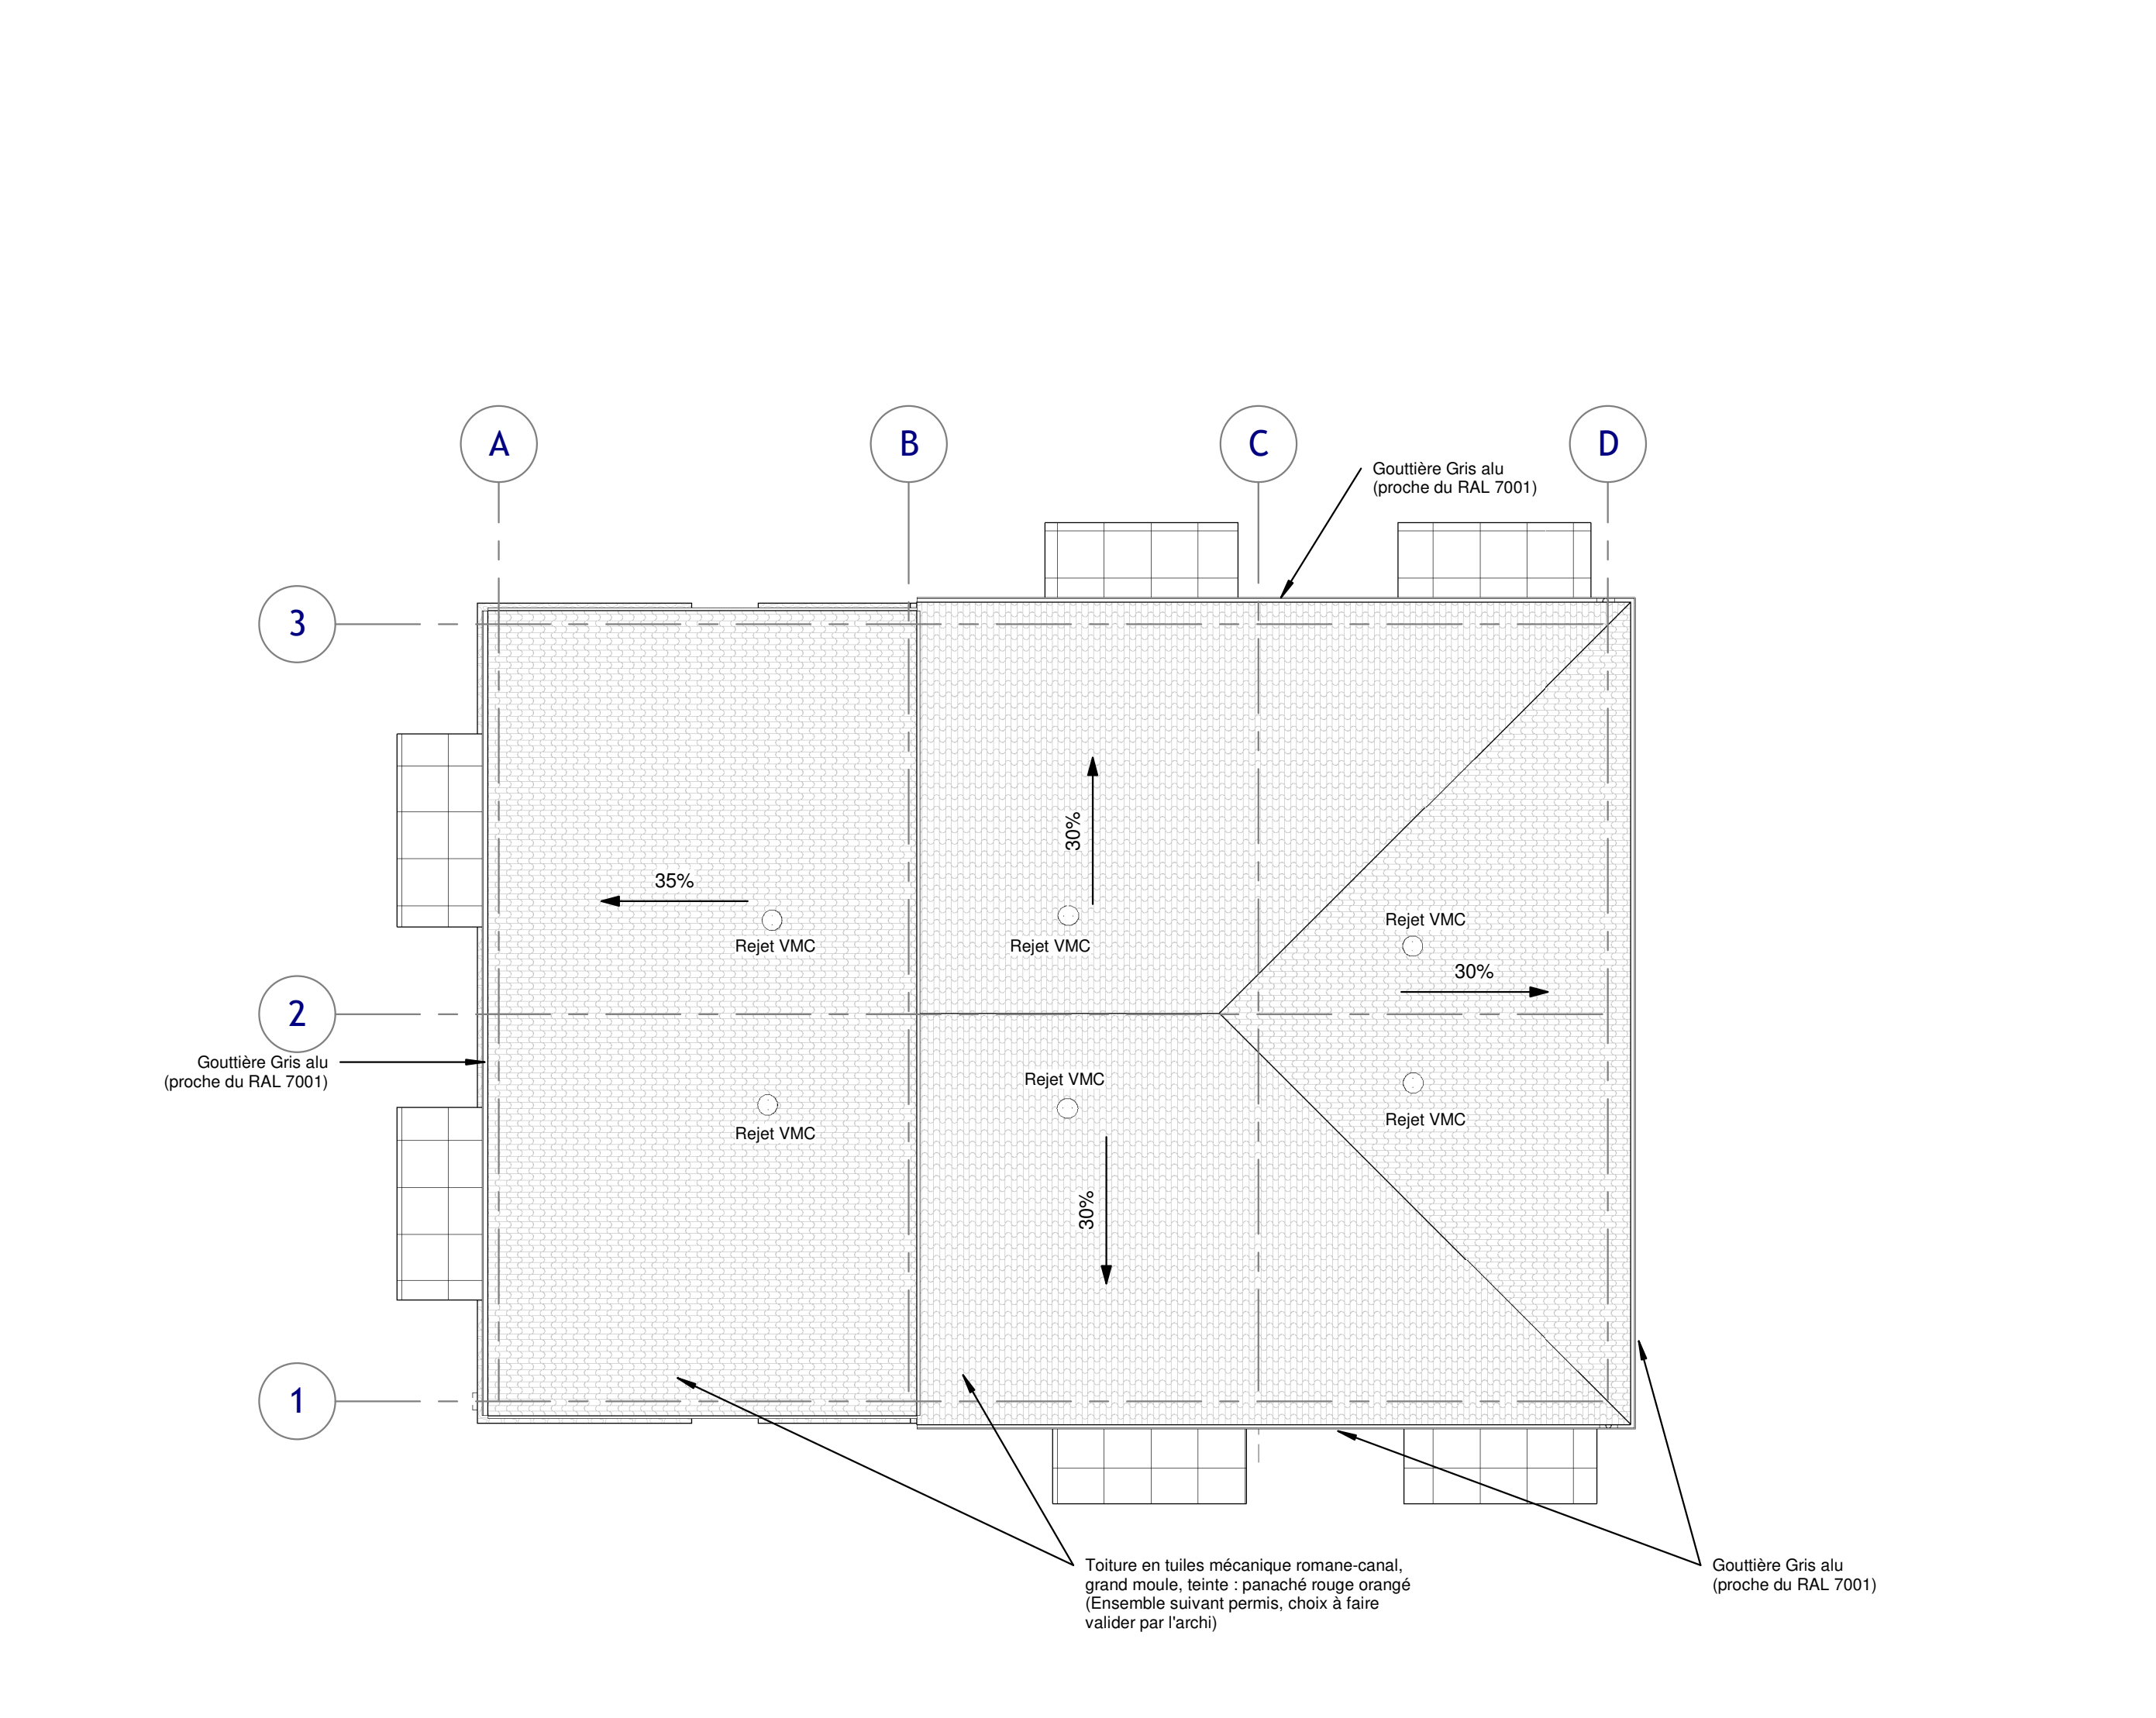 A
B
C
D
Gouttière Gris alu
(proche du RAL 7001)
3
35%
30%
Rejet VMC
Rejet VMC
Rejet VMC
30%
2
Gouttière Gris alu
(proche du RAL 7001)
Rejet VMC
Rejet VMC
Rejet VMC
30%
1
Toiture en tuiles mécanique romane-canal,
grand moule, teinte : panaché rouge orangé
(Ensemble suivant permis, choix à faire
valider par l'archi)
Gouttière Gris alu
(proche du RAL 7001)